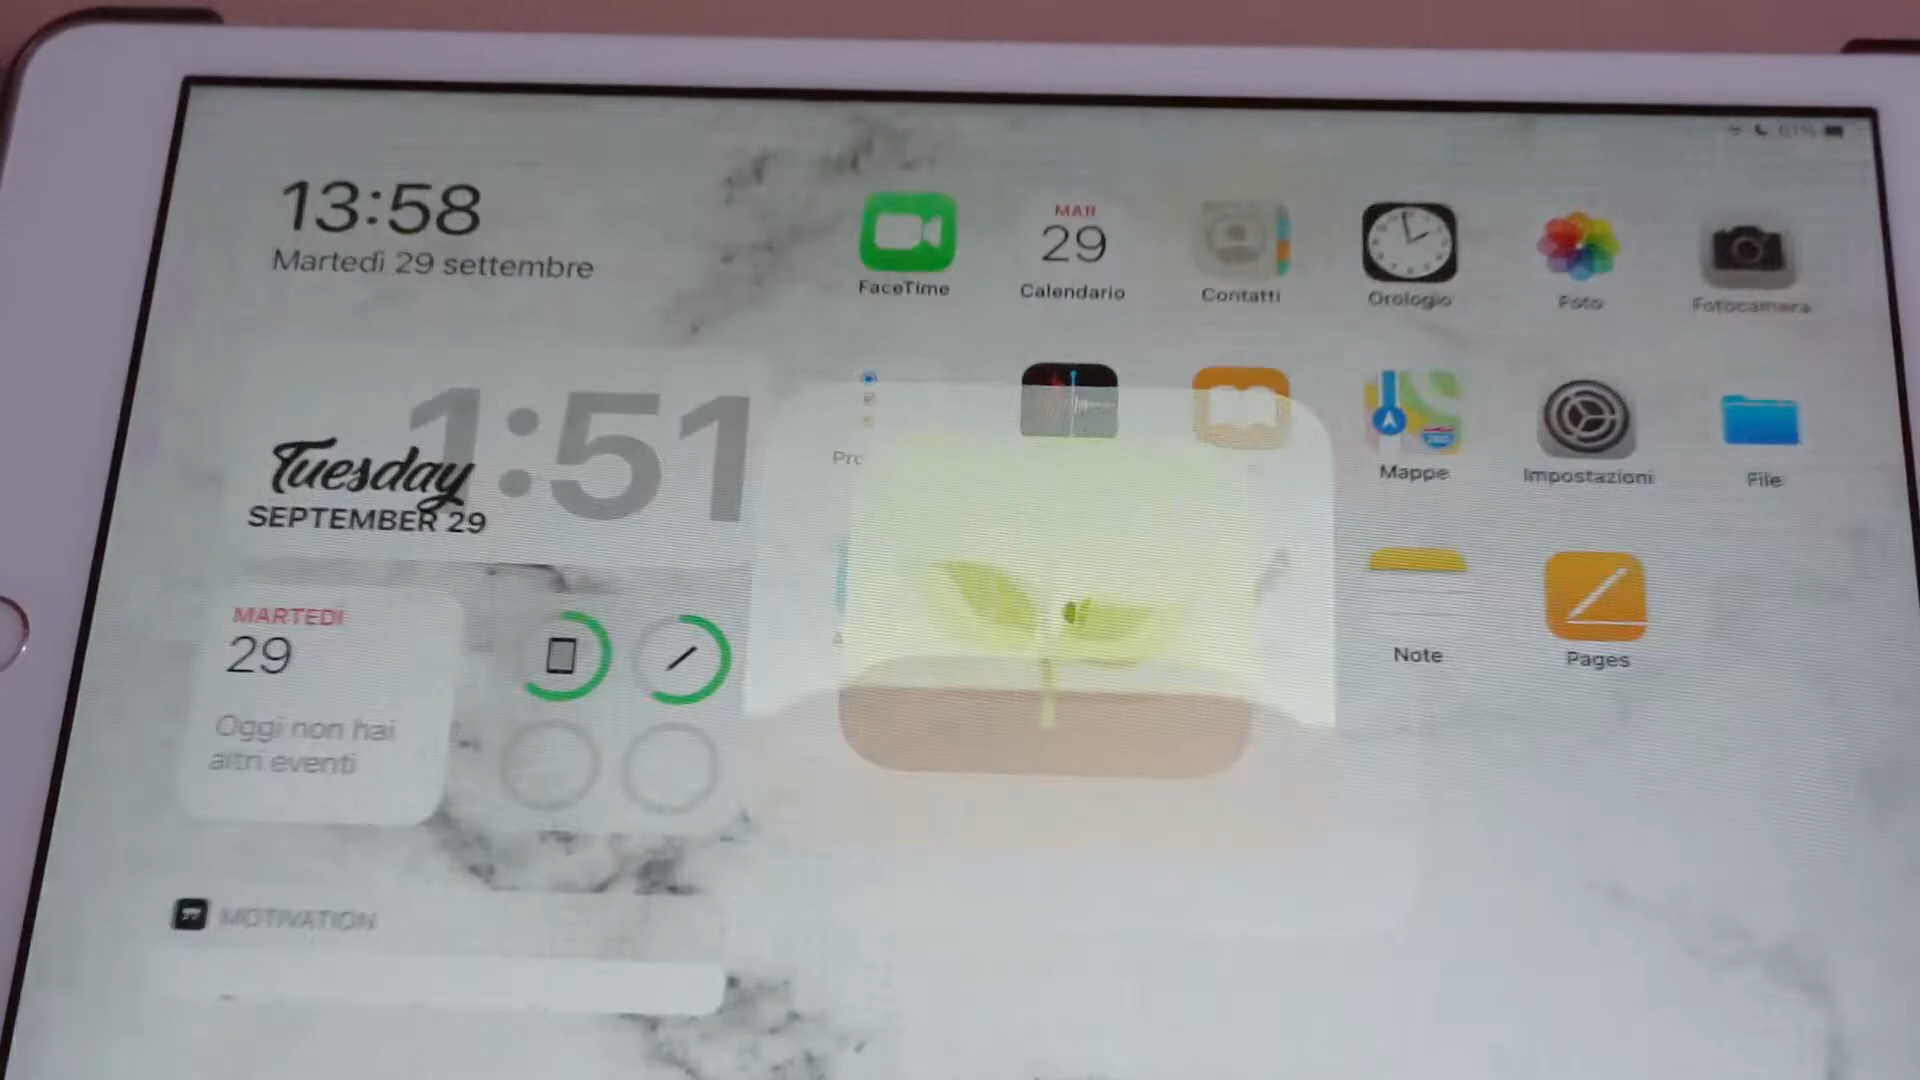 61%
13:58
Martedì 29 settembre
FaceTime
MAR
29
Calendario
Contatti
Orologio
Foto
Fotocamera
1:51
Tuesday
SEPTEMBER 29
Mappe
Impostazioni
File
MARTEDÌ
29
Oggi non hai
altri eventi
Note
Pages
MOTIVATION